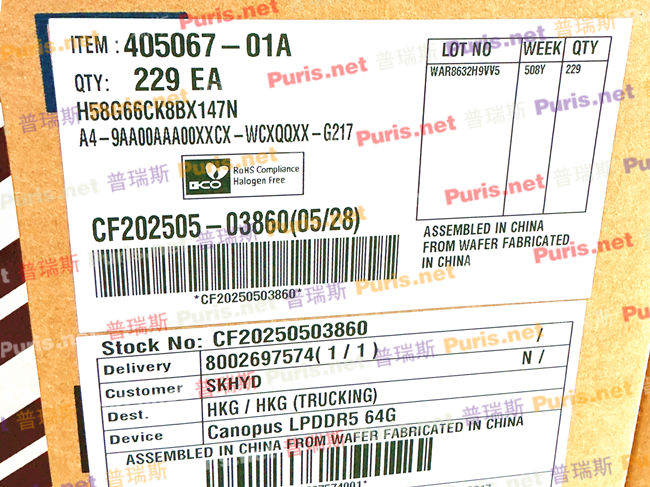 ITEM : 405067-01A
QTY: 229 EA
H58G66CK8BX147N
A4-9AA00AAA00XXCX-WCXQQXX-G217
ECO RoHS Compliance
Halogen Free
CF202505-03860(05/28)
*CF20250503860*
LOT NO WEEK QTY
WAR8632H9VV5 508Y 229
ASSEMBLED IN CHINA
FROM WAFER FABRICATED
IN CHINA
Stock No: CF20250503860 /
Delivery 8002697574( 1 / 1 ) N /
Customer SKHYD
Dest. HKG / HKG (TRUCKING)
Device Canopus LPDDR5 64G
ASSEMBLED IN CHINA FROM WAFER FABRICATED IN CHINA
普瑞斯 Puris.net